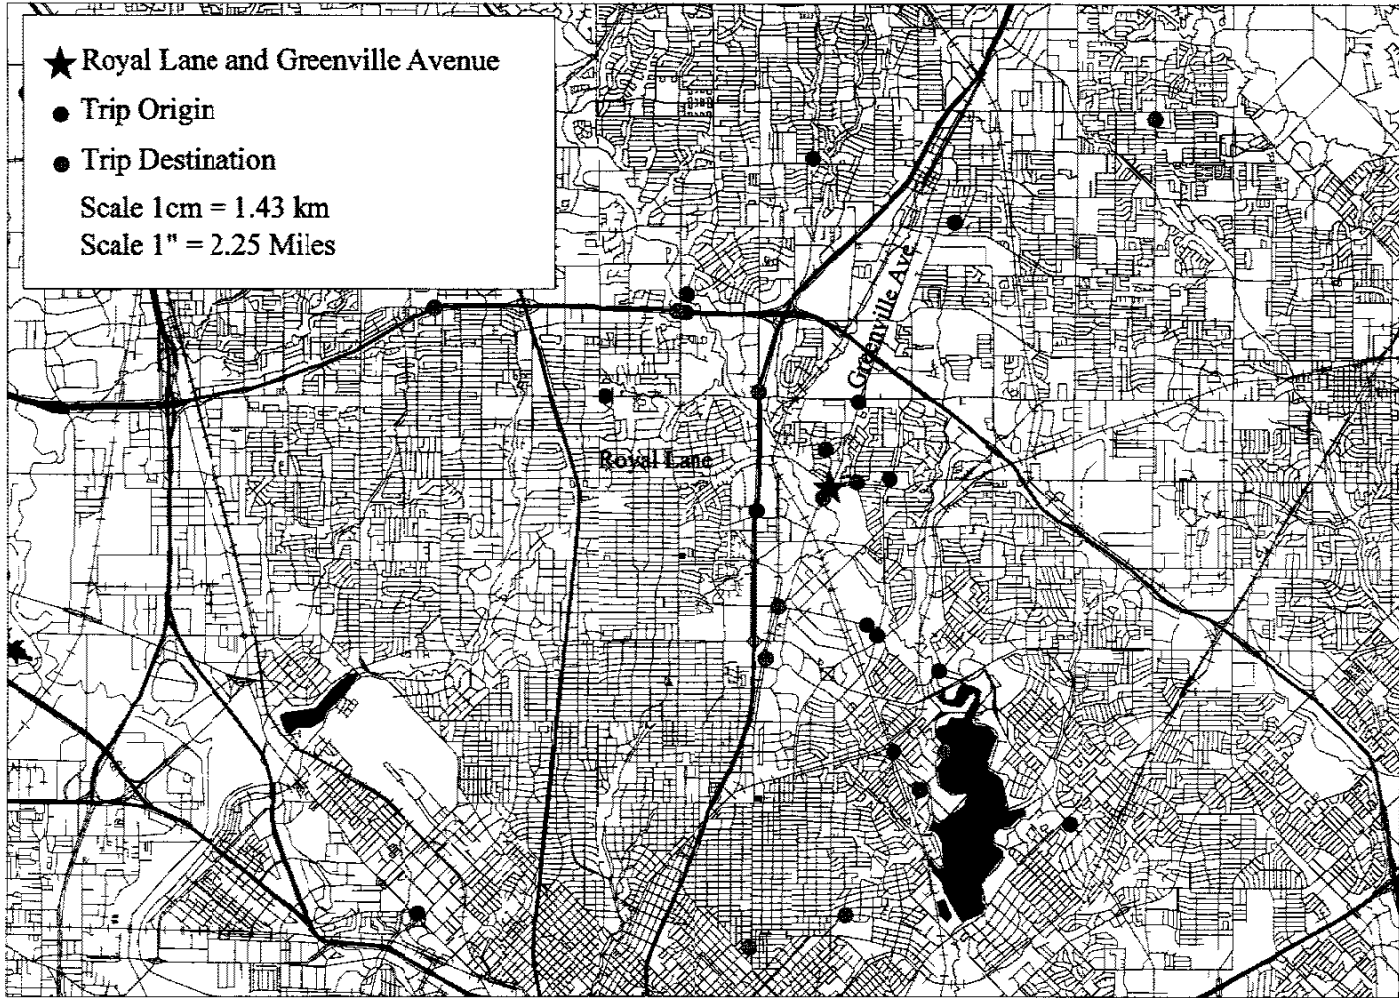 Royal Lane and Greenville Avenue
Trip Origin
Trip Destination
Scale 1cm = 1.43 km
Scale 1" = 2.25 Miles
Greenville Ave
Royal Lane